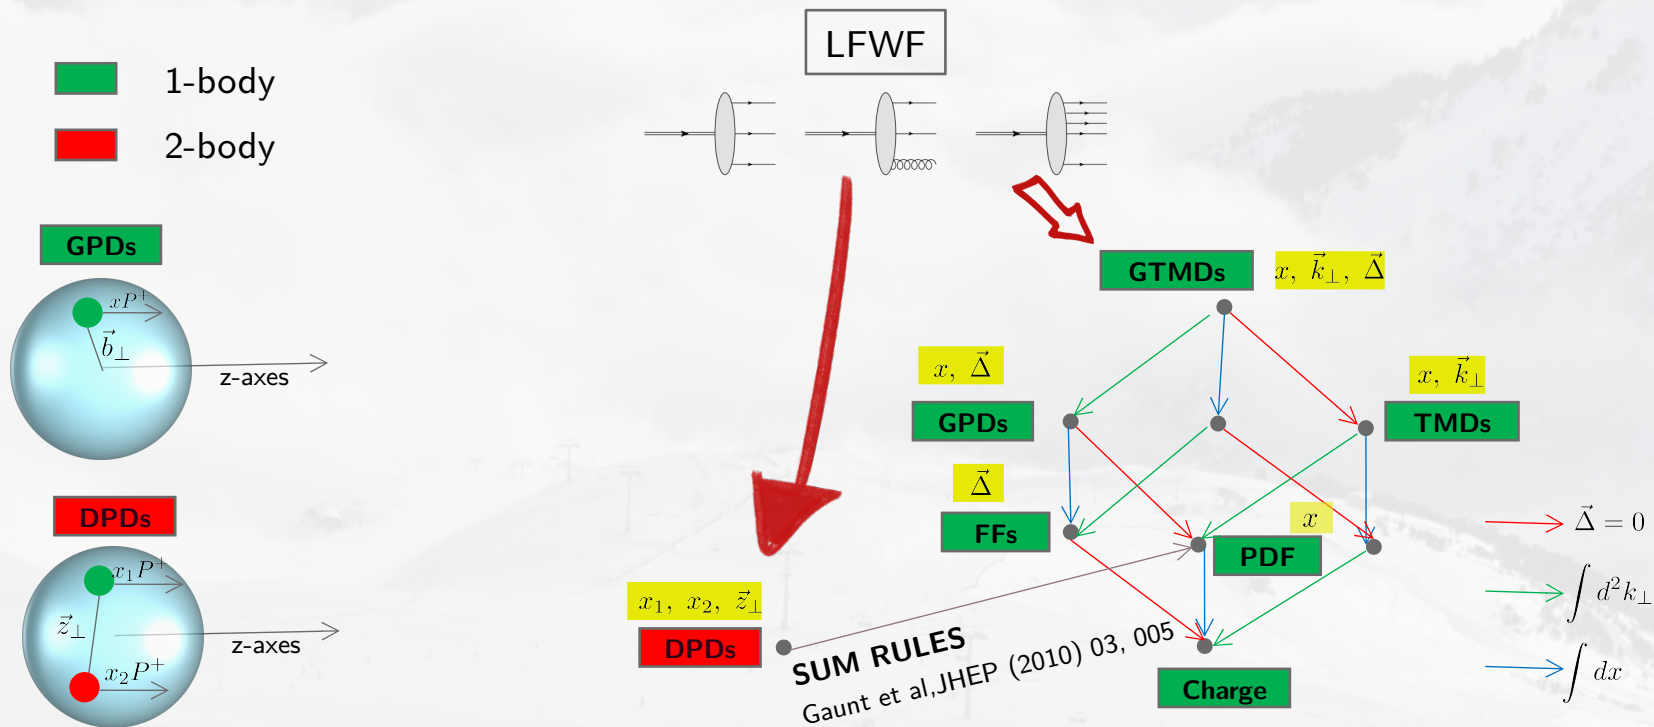 LFWF
1-body
2-body
GPDs
xP⁺
b⃗⊥
z-axes
DPDs
x₁P⁺
z⃗⊥
z-axes
x₂P⁺
GTMDs
x, k⃗⊥, Δ⃗
x, Δ⃗
GPDs
x, k⃗⊥
TMDs
Δ⃗
FFs
x
PDF
x₁, x₂, z⃗⊥
DPDs
SUM RULES
Gaunt et al,JHEP (2010) 03, 005
Charge
Δ⃗ = 0
∫ d²k⊥
∫ dx